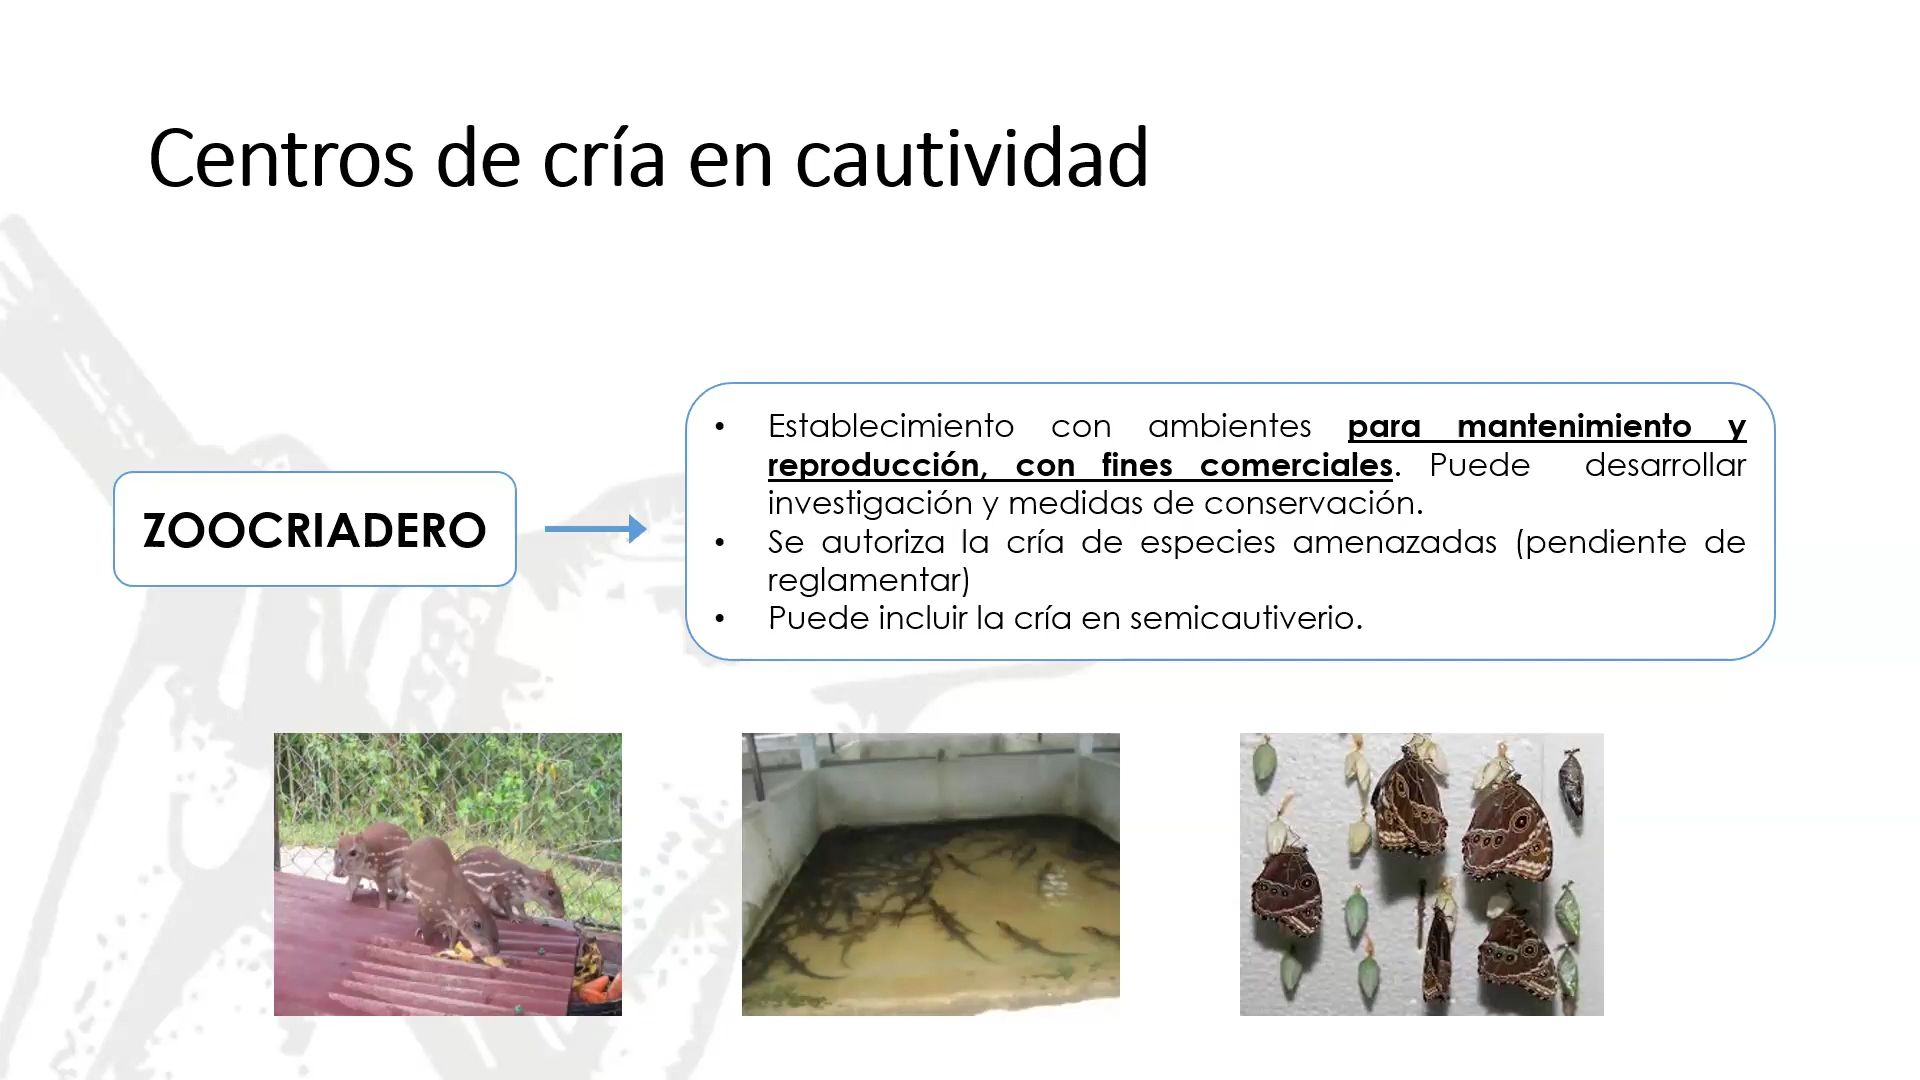 Centros de cría en cautividad
ZOOCRIADERO
• Establecimiento con ambientes para mantenimiento y
reproducción, con fines comerciales. Puede desarrollar
investigación y medidas de conservación.
• Se autoriza la cría de especies amenazadas (pendiente de
reglamentar)
• Puede incluir la cría en semicautiverio.